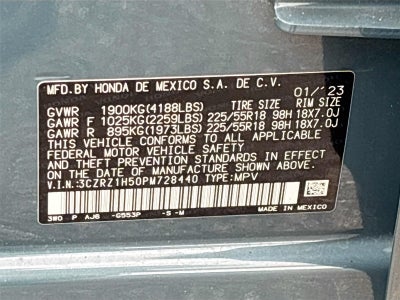 MFD.BY HONDA DE MEXICO S.A. DE C.V.
01/'23
GVWR 1900KG(4188LBS) TIRE SIZE RIM SIZE
GAWR F 1025KG(2259LBS) 225/55R18 98H 18X7.0J
GAWR R 895KG(1973LBS) 225/55R18 98H 18X7.0J
THIS VEHICLE CONFORMS TO ALL APPLICABLE
FEDERAL MOTOR VEHICLE SAFETY
STANDARDS IN EFFECT ON THE DATE OF
MANUFACTURE SHOWN ABOVE.
V.I.N.:3CZRZ1H50PM728440 TYPE:MPV
3WO P AJ6 -G553P -S -M MADE IN MEXICO